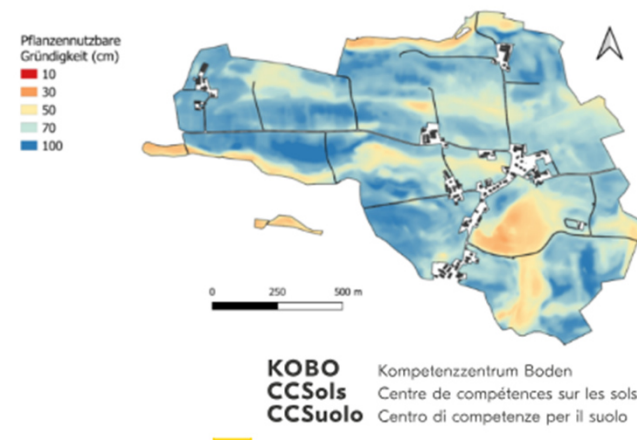 Pflanzennutzbare
Gründigkeit (cm)
10
30
50
70
100
0 250 500 m
KOBO Kompetenzzentrum Boden
CCSols Centre de compétences sur les sols
CCSuolo Centro di competenze per il suolo